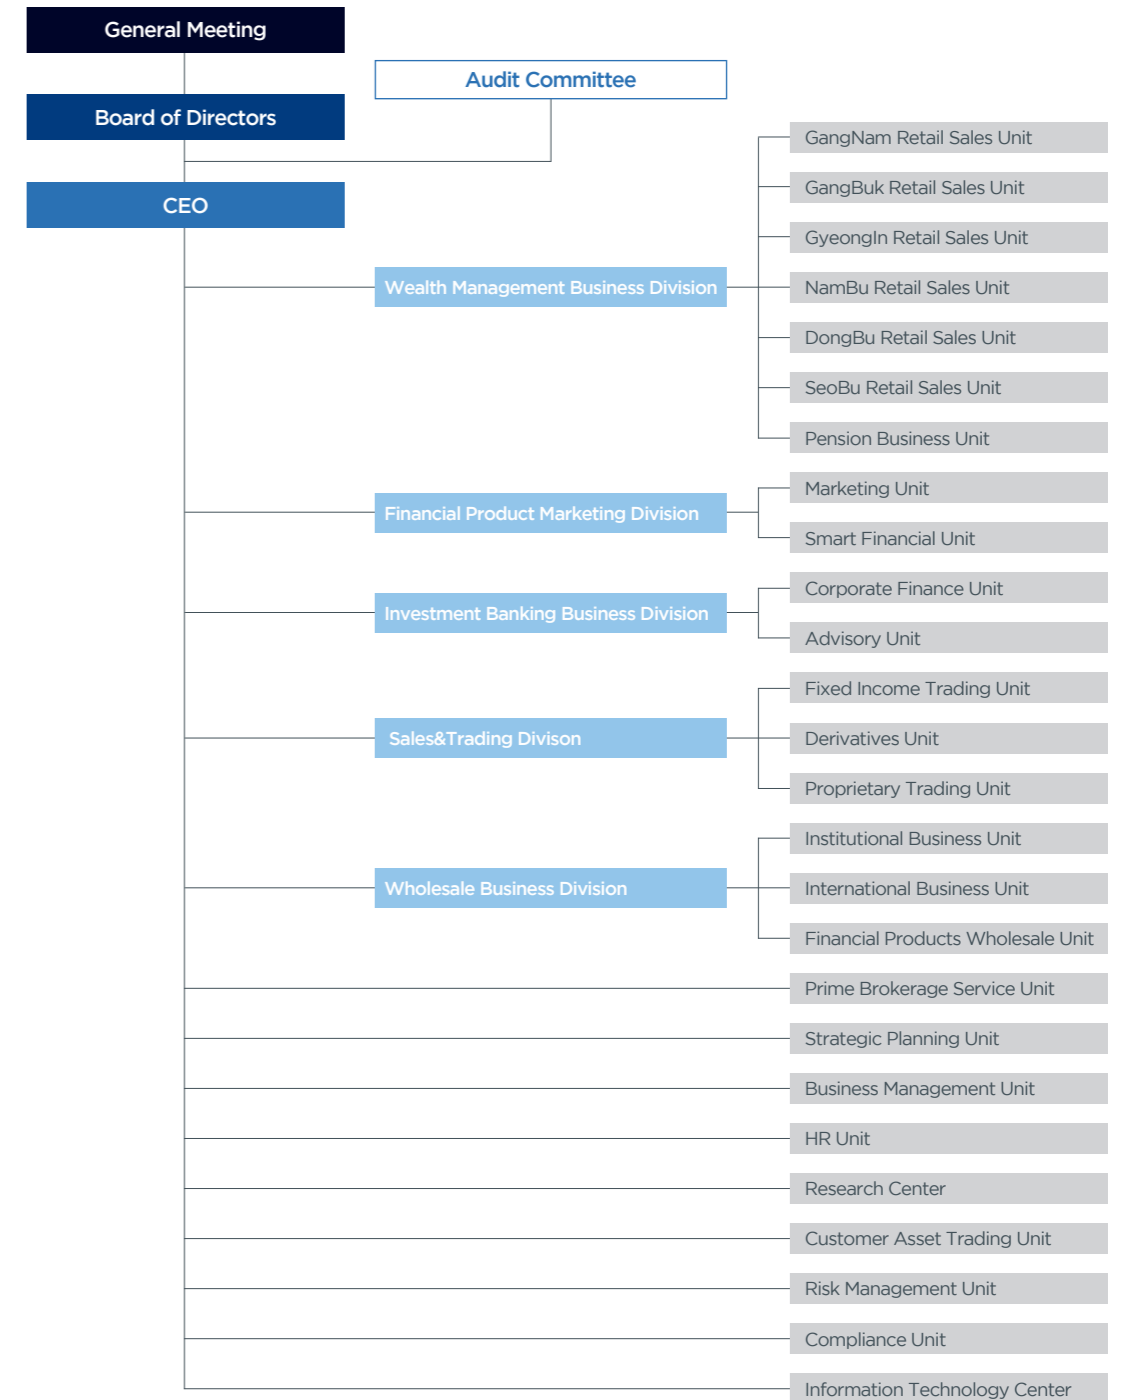 General Meeting
Audit Committee
Board of Directors
GangNam Retail Sales Unit
GangBuk Retail Sales Unit
CEO
GyeongIn Retail Sales Unit
Wealth Management Business Division
NamBu Retail Sales Unit
DongBu Retail Sales Unit
SeoBu Retail Sales Unit
Pension Business Unit
Marketing Unit
Financial Product Marketing Division
Smart Financial Unit
Corporate Finance Unit
Investment Banking Business Division
Advisory Unit
Fixed Income Trading Unit
Sales&Trading Divison
Derivatives Unit
Proprietary Trading Unit
Institutional Business Unit
Wholesale Business Division
International Business Unit
Financial Products Wholesale Unit
Prime Brokerage Service Unit
Strategic Planning Unit
Business Management Unit
HR Unit
Research Center
Customer Asset Trading Unit
Risk Management Unit
Compliance Unit
Information Technology Center